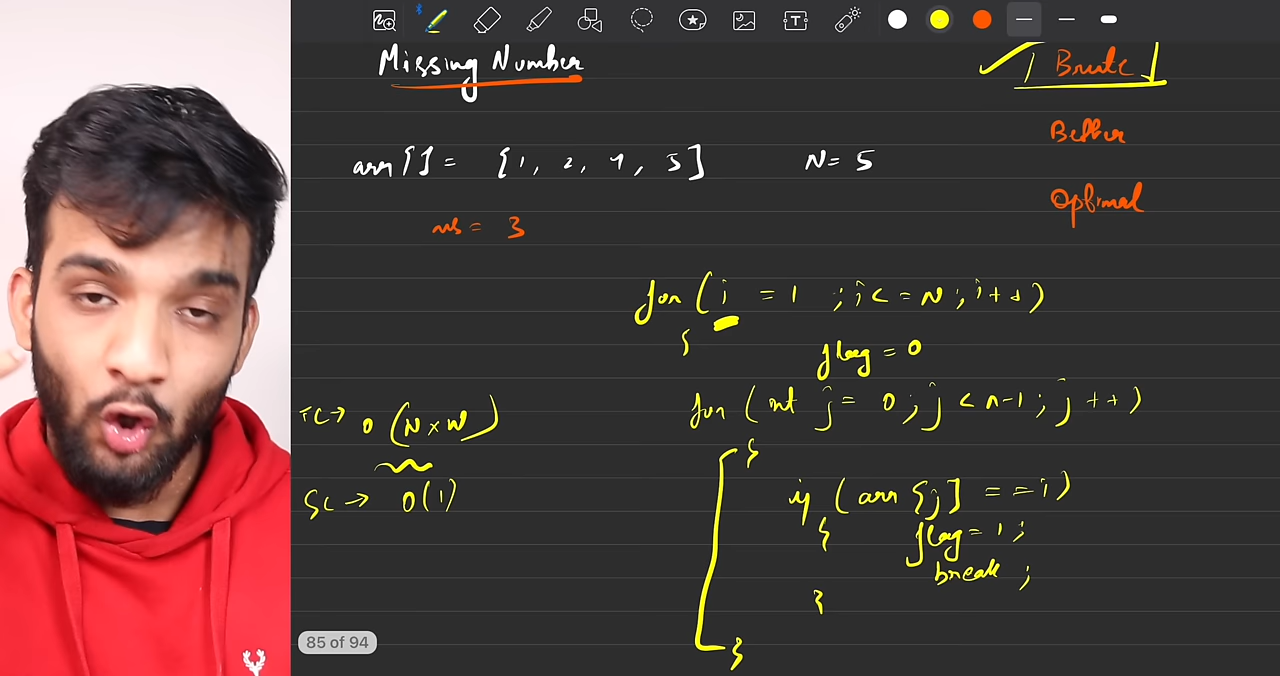 Missing Number
Brute
Better
Optimal
arr[] = [1, 2, 4, 5] N = 5
ans = 3
for (i = 1 ; i <= N ; i++)
{
flag = 0
for (int j = 0 ; j < n-1 ; j++)
{
if (arr[j] == i)
{ flag = 1 ;
break ;
}
}
TC → O(N×N)
SC → O(1)
85 of 94